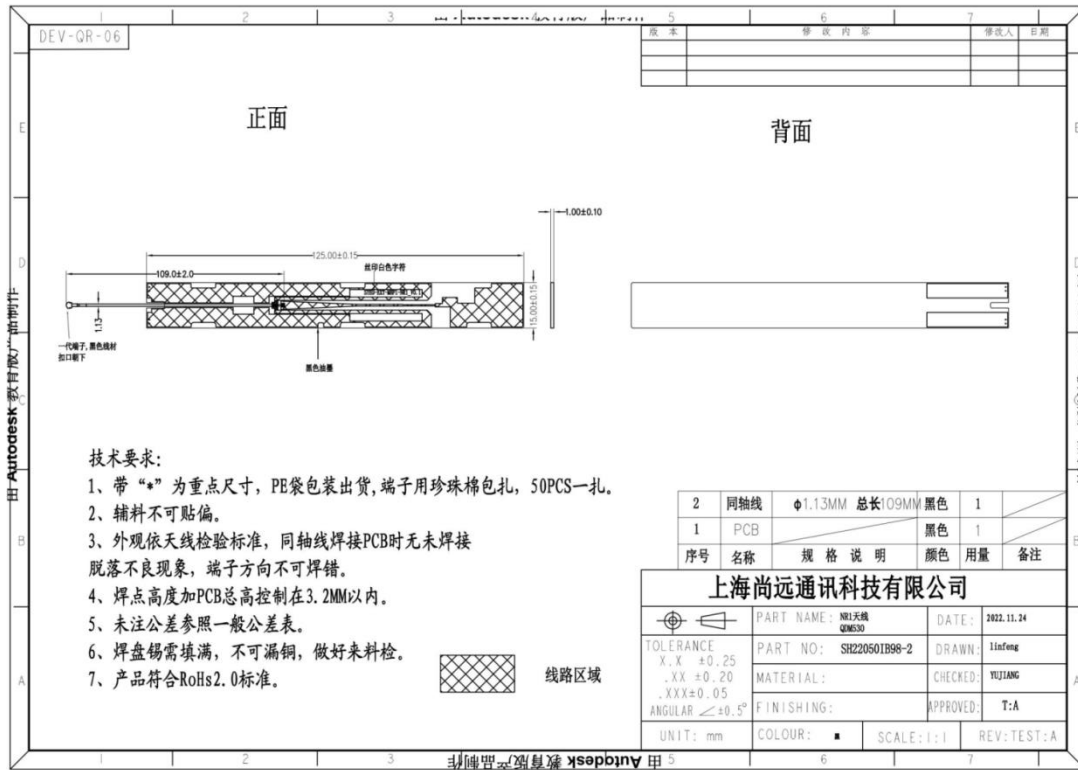 由 Autodesk 教育版产品制作
1 2 3 4 5 6 7
DEV-QR-06
版 本 修 改 内 容 修改人 日期
正面
背面
1.00±0.10
125.00±0.15
109.0±2.0
丝印白色字符
15.00±0.15
1.13
一代端子,黑色线材
扣口朝下
黑色油墨
由 Autodesk 教育版产品制作
E
D
C
B
A
E
D
B
A
技术要求:
1、带“*”为重点尺寸，PE袋包装出货,端子用珍珠棉包扎，50PCS一扎。
2、辅料不可贴偏。
3、外观依天线检验标准，同轴线焊接PCB时无未焊接
脱落不良现象，端子方向不可焊错。
4、焊点高度加PCB总高控制在3.2MM以内。
5、未注公差参照一般公差表。
6、焊盘锡需填满，不可漏铜，做好来料检。
7、产品符合RoHs2.0标准。
线路区域
2 同轴线 ф1.13MM 总长109MM 黑色 1
1 PCB 黑色 1
序号 名称 规 格 说 明 颜色 用量 备注
上海尚远通讯科技有限公司
PART NAME: NR1天线
QDM530
DATE: 2022.11.24
TOLERANCE
X.X ±0.25
.XX ±0.20
.XXX±0.05
ANGULAR ∠±0.5°
PART NO: SH22050IB98-2
DRAWN: linfeng
MATERIAL:
CHECKED: YUJIANG
FINISHING:
APPROVED: T:A
UNIT: mm
COLOUR:
SCALE:1:1
REV:TEST:A
1 2 3 4 5 6 7
由 Autodesk 教育版产品制作